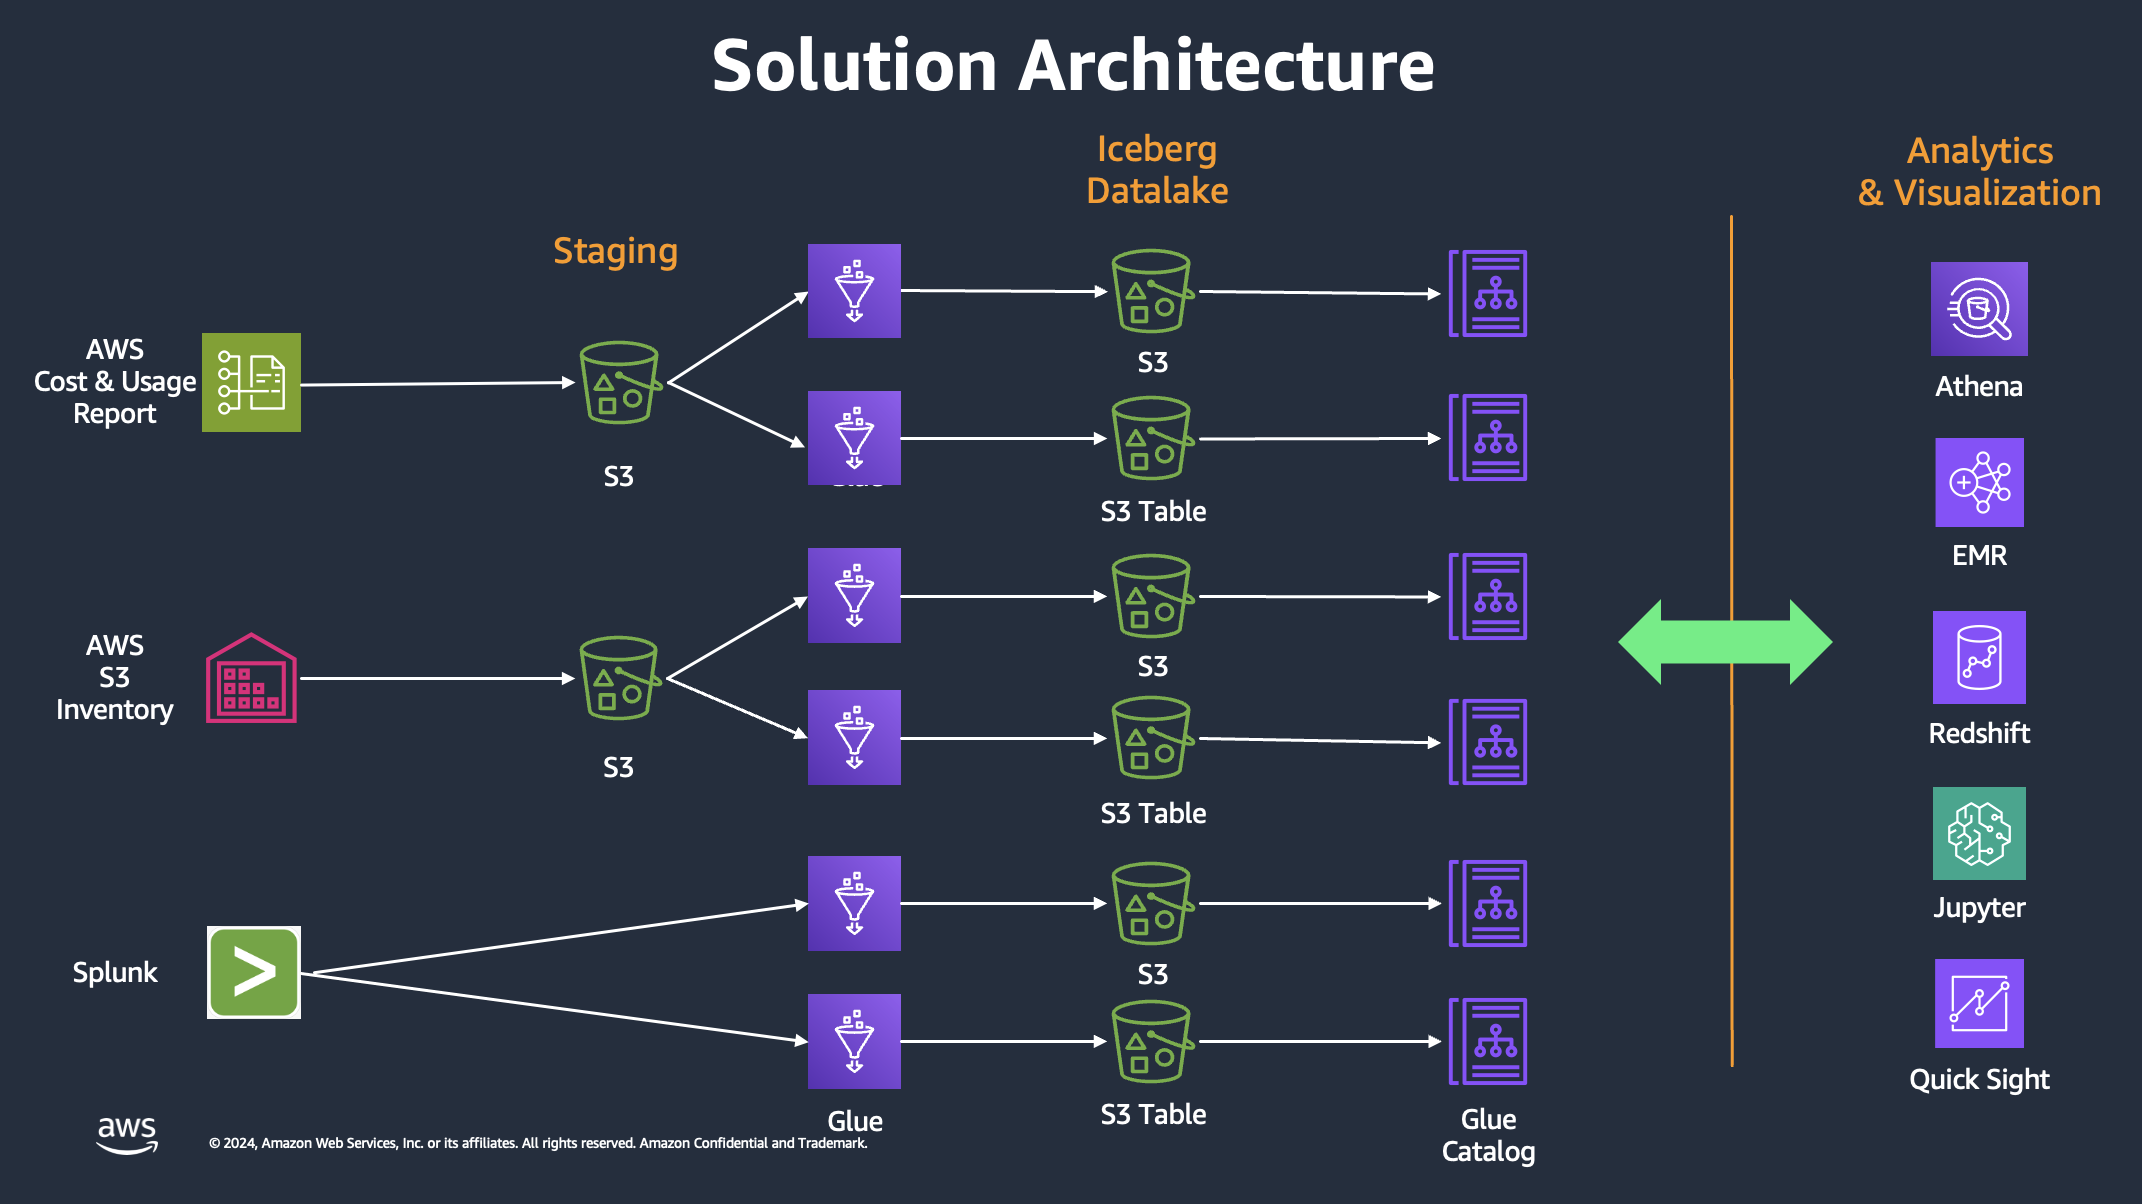 Solution Architecture
Iceberg
Datalake
Analytics
& Visualization
Staging
AWS
Cost & Usage
Report
S3
S3
S3 Table
Athena
EMR
AWS
S3
Inventory
S3
S3
S3 Table
Redshift
Jupyter
Splunk
S3
S3 Table
Glue
Glue
Catalog
Quick Sight
aws
© 2024, Amazon Web Services, Inc. or its affiliates. All rights reserved. Amazon Confidential and Trademark.